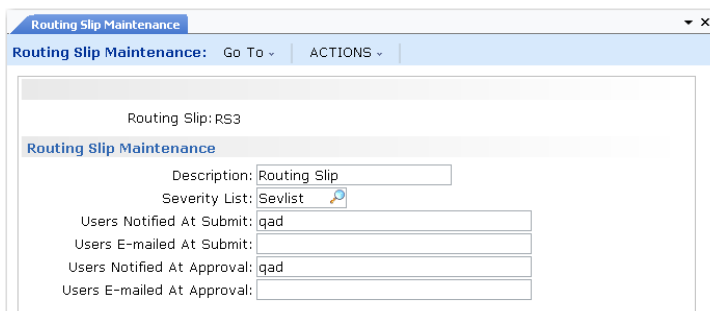 Routing Slip Maintenance
Routing Slip Maintenance: Go To ACTIONS
Routing Slip: RS3
Routing Slip Maintenance
Description: Routing Slip
Severity List: Sevlist
Users Notified At Submit: qad
Users E-mailed At Submit:
Users Notified At Approval: qad
Users E-mailed At Approval: